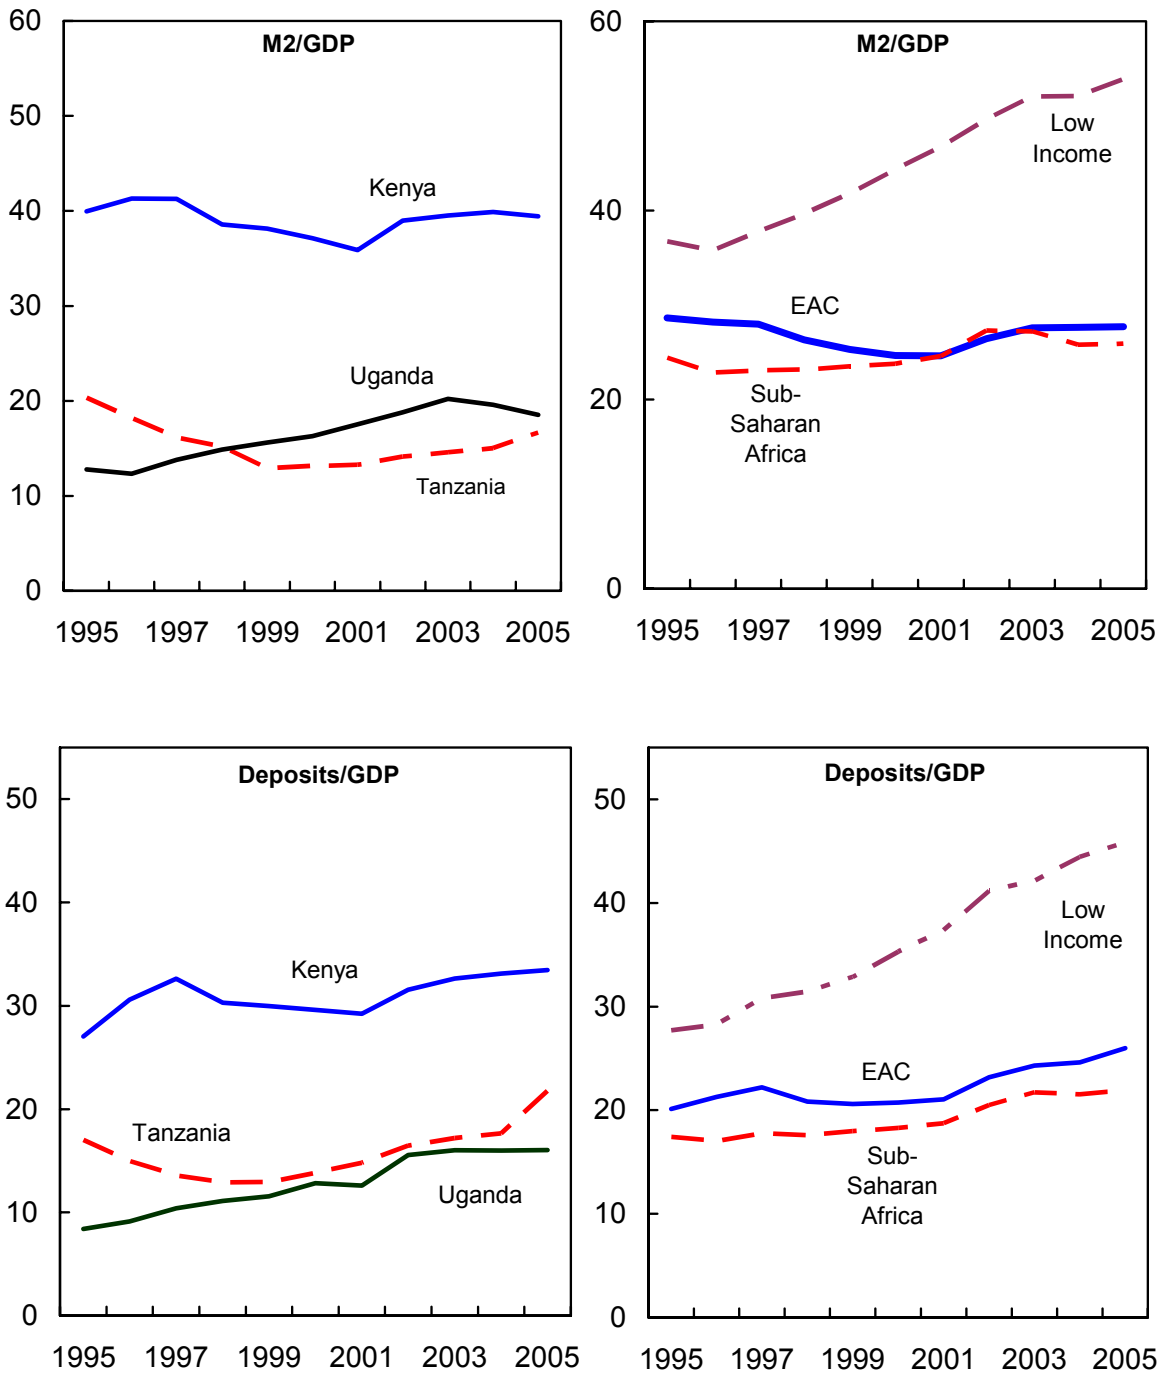 M2/GDP
60
50
40
30
20
10
0
Kenya
Uganda
Tanzania
1995 1997 1999 2001 2003 2005
M2/GDP
60
40
20
0
Low
Income
EAC
Sub-
Saharan
Africa
1995 1997 1999 2001 2003 2005
Deposits/GDP
50
40
30
20
10
0
Kenya
Tanzania
Uganda
1995 1997 1999 2001 2003 2005
Deposits/GDP
50
40
30
20
10
0
Low
Income
EAC
Sub-
Saharan
Africa
1995 1997 1999 2001 2003 2005